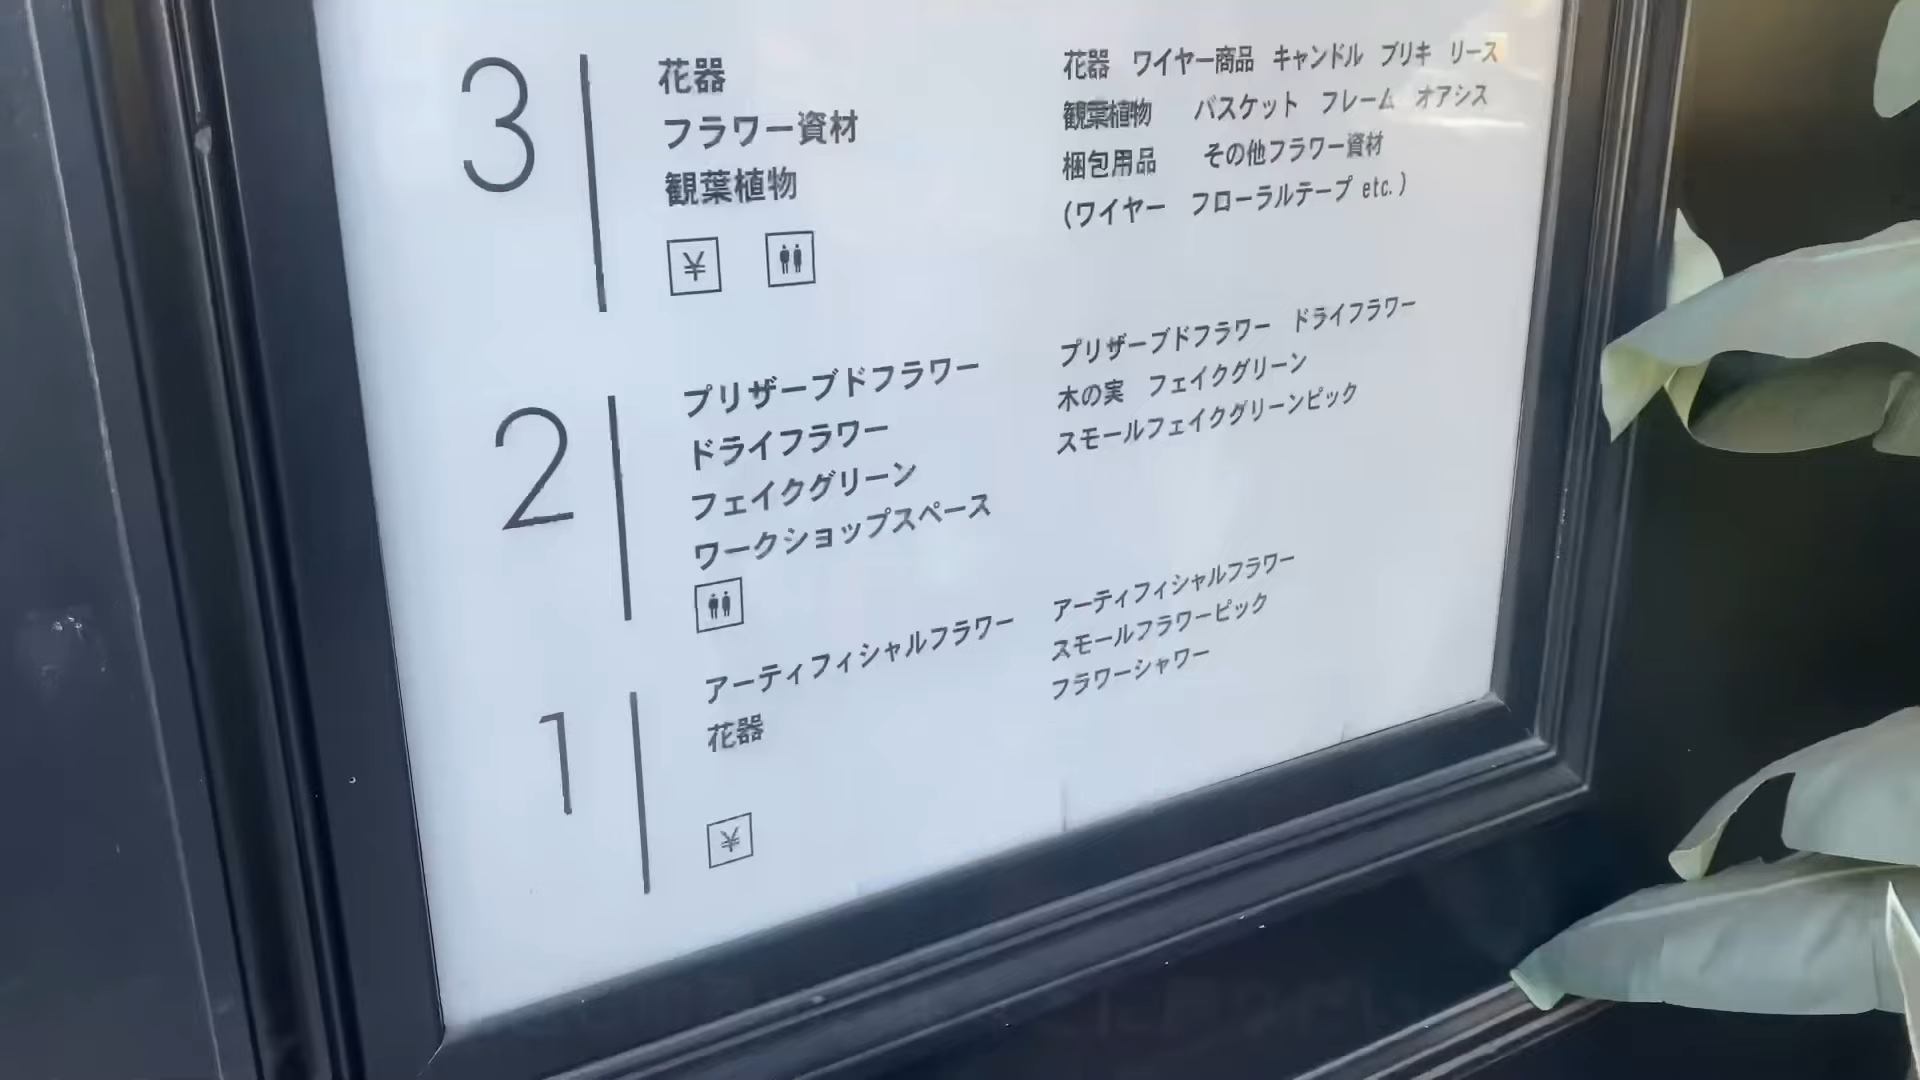 3
花器
フラワー資材
観葉植物
¥
花器 ワイヤー商品 キャンドル ブリキ リース
観葉植物 バスケット フレーム オアシス
梱包用品 その他フラワー資材
(ワイヤー フローラルテープ etc.)
2
プリザーブドフラワー
ドライフラワー
フェイクグリーン
ワークショップスペース
プリザーブドフラワー ドライフラワー
木の実 フェイクグリーン
スモールフェイクグリーンピック
1
アーティフィシャルフラワー
花器
¥
アーティフィシャルフラワー
スモールフラワーピック
フラワーシャワー